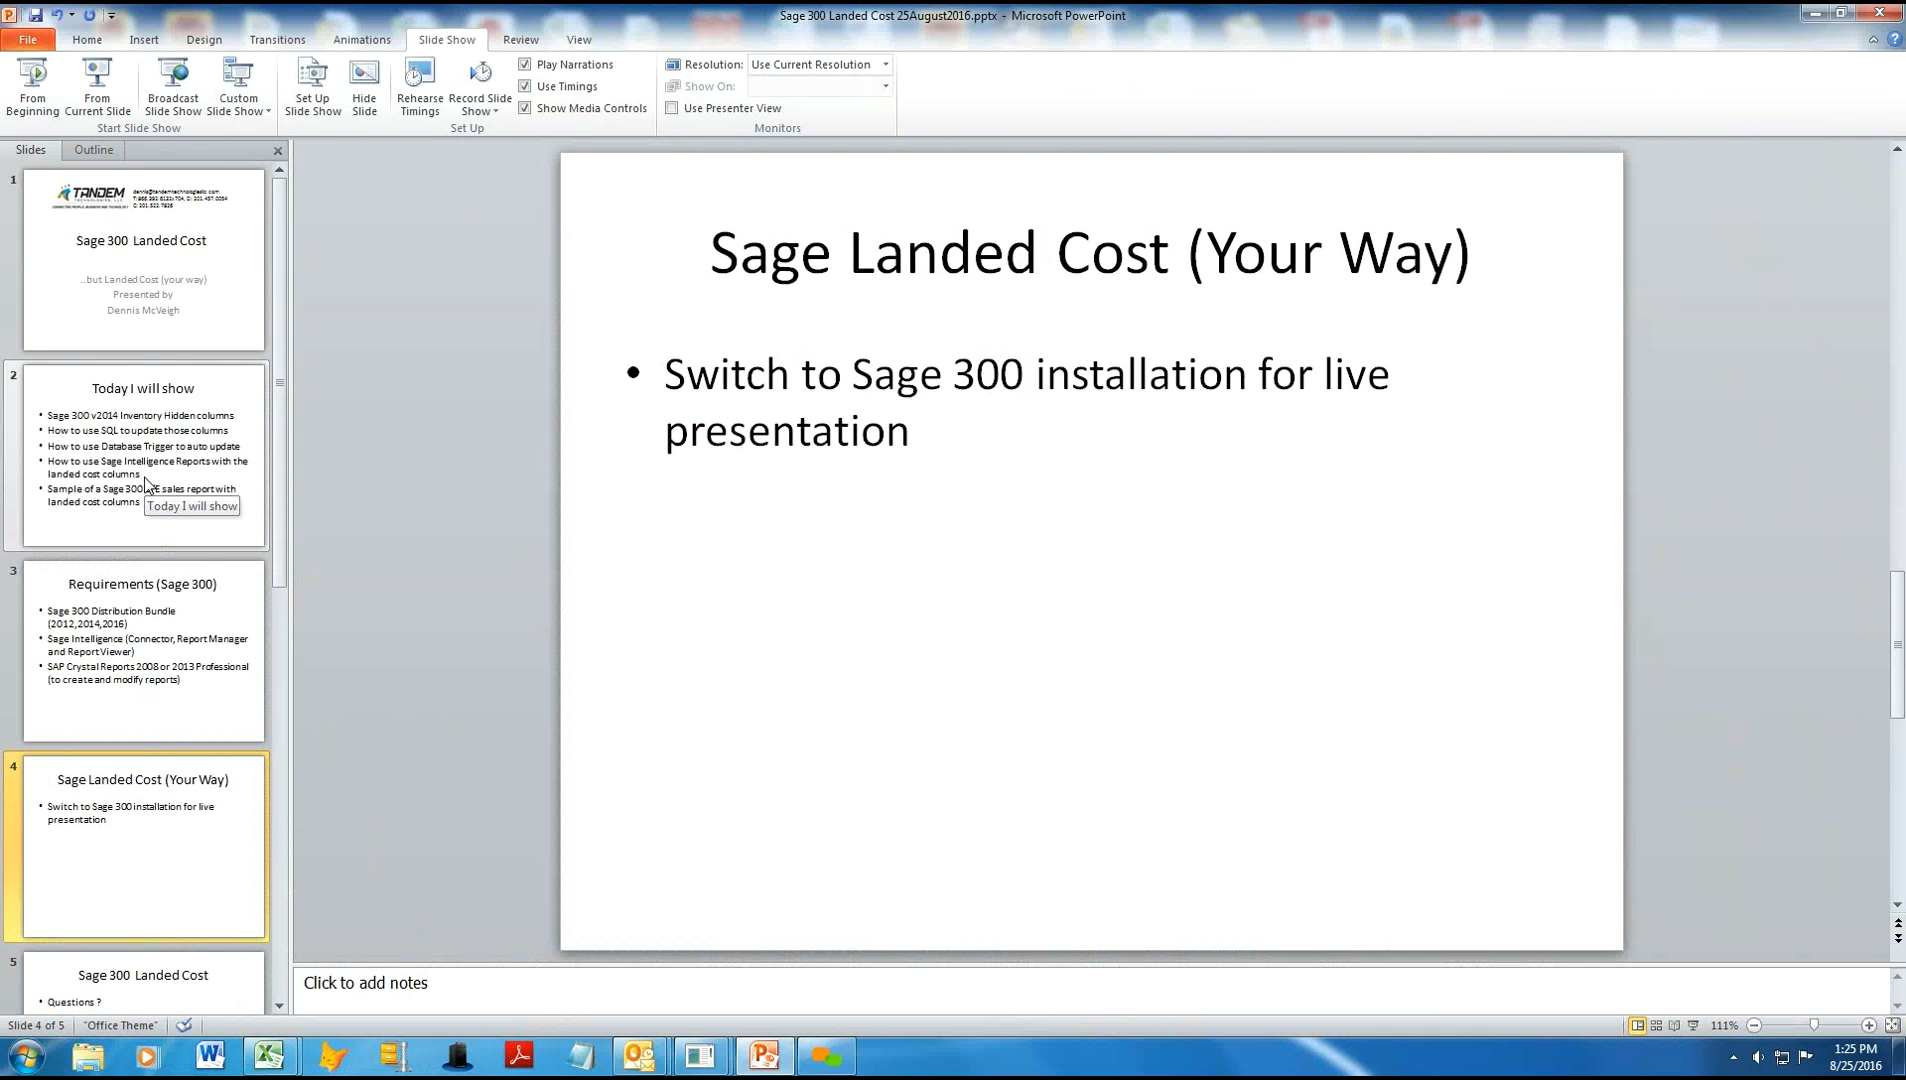 Sage 300 Landed Cost 25August2016.pptx - Microsoft PowerPoint
File Home Insert Design Transitions Animations Slide Show Review View
From Beginning
From Current Slide
Broadcast Slide Show
Custom Slide Show
Start Slide Show
Set Up Slide Show
Hide Slide
Rehearse Timings
Record Slide Show
Play Narrations
Use Timings
Show Media Controls
Set Up
Resolution: Use Current Resolution
Show On:
Use Presenter View
Monitors
Slides Outline
1
TANDEM
Sage 300 Landed Cost
..but Landed Cost (your way)
Presented by
Dennis McVeigh
2
Today I will show
• Sage 300 v2014 Inventory Hidden columns
• How to use SQL to update those columns
• How to use Database Trigger to auto update
• How to use Sage Intelligence Reports with the
landed cost columns
• Sample of a Sage 300 sales report with
landed cost columns
Today I will show
3
Requirements (Sage 300)
• Sage 300 Distribution Bundle
(2012,2014,2016)
• Sage Intelligence (Connector, Report Manager
and Report Viewer)
• SAP Crystal Reports 2008 or 2013 Professional
(to create and modify reports)
4
Sage Landed Cost (Your Way)
• Switch to Sage 300 installation for live
presentation
5
Sage 300 Landed Cost
• Questions ?
Sage Landed Cost (Your Way)
• Switch to Sage 300 installation for live
presentation
Click to add notes
Slide 4 of 5 "Office Theme" 111%
1:25 PM
8/25/2016